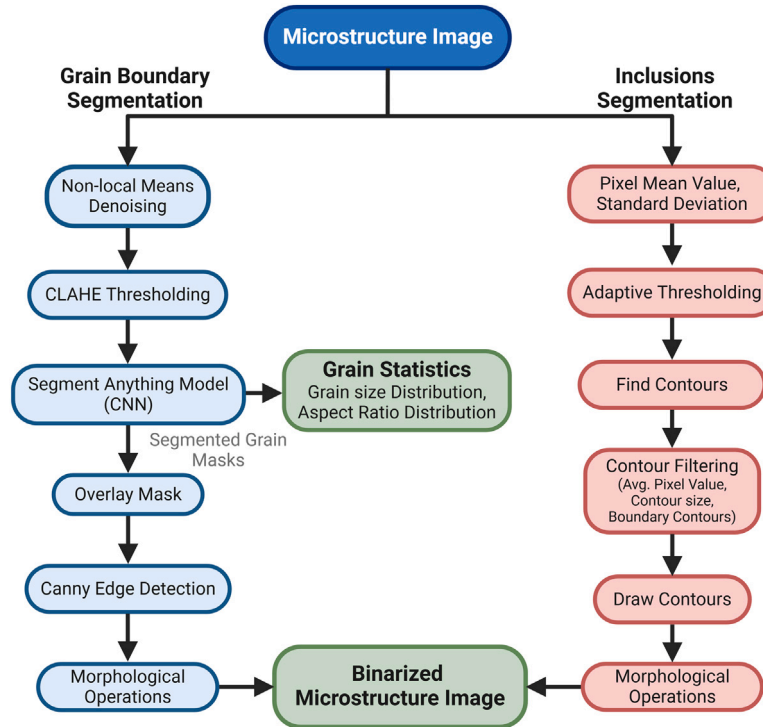 Microstructure Image
Grain Boundary
Segmentation
Non-local Means
Denoising
CLAHE Thresholding
Segment Anything Model
(CNN)
Segmented Grain
Masks
Overlay Mask
Canny Edge Detection
Morphological
Operations
Grain Statistics
Grain size Distribution,
Aspect Ratio Distribution
Inclusions
Segmentation
Pixel Mean Value,
Standard Deviation
Adaptive Thresholding
Find Contours
Contour Filtering
(Avg. Pixel Value,
Contour size,
Boundary Contours)
Draw Contours
Morphological
Operations
Binarized
Microstructure Image